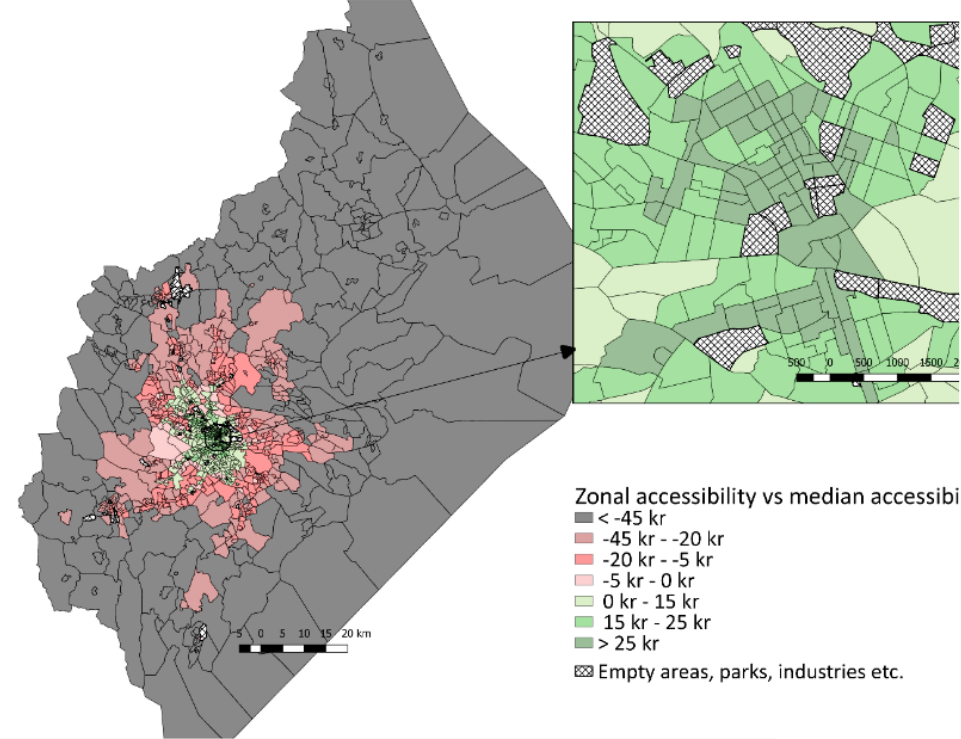 500 0 500 1000 1500
Zonal accessibility vs median
< -45 kr
-45 kr - -20 kr
-20 kr - -5 kr
-5 kr - 0 kr
0 kr - 15 kr
15 kr - 25 kr
> 25 kr
Empty areas, parks, industries etc.
5 0 5 10 15 20 km